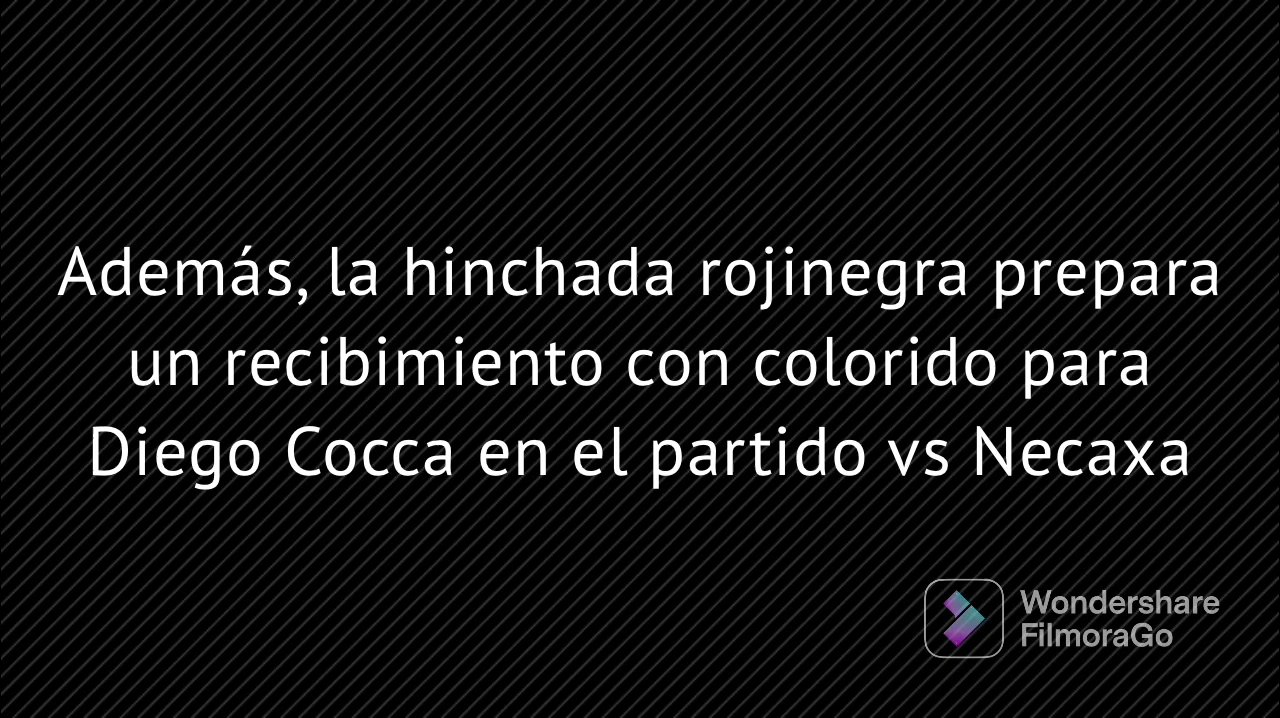 Además, la hinchada rojinegra prepara
un recibimiento con colorido para
Diego Cocca en el partido vs Necaxa
Wondershare
FilmoraGo